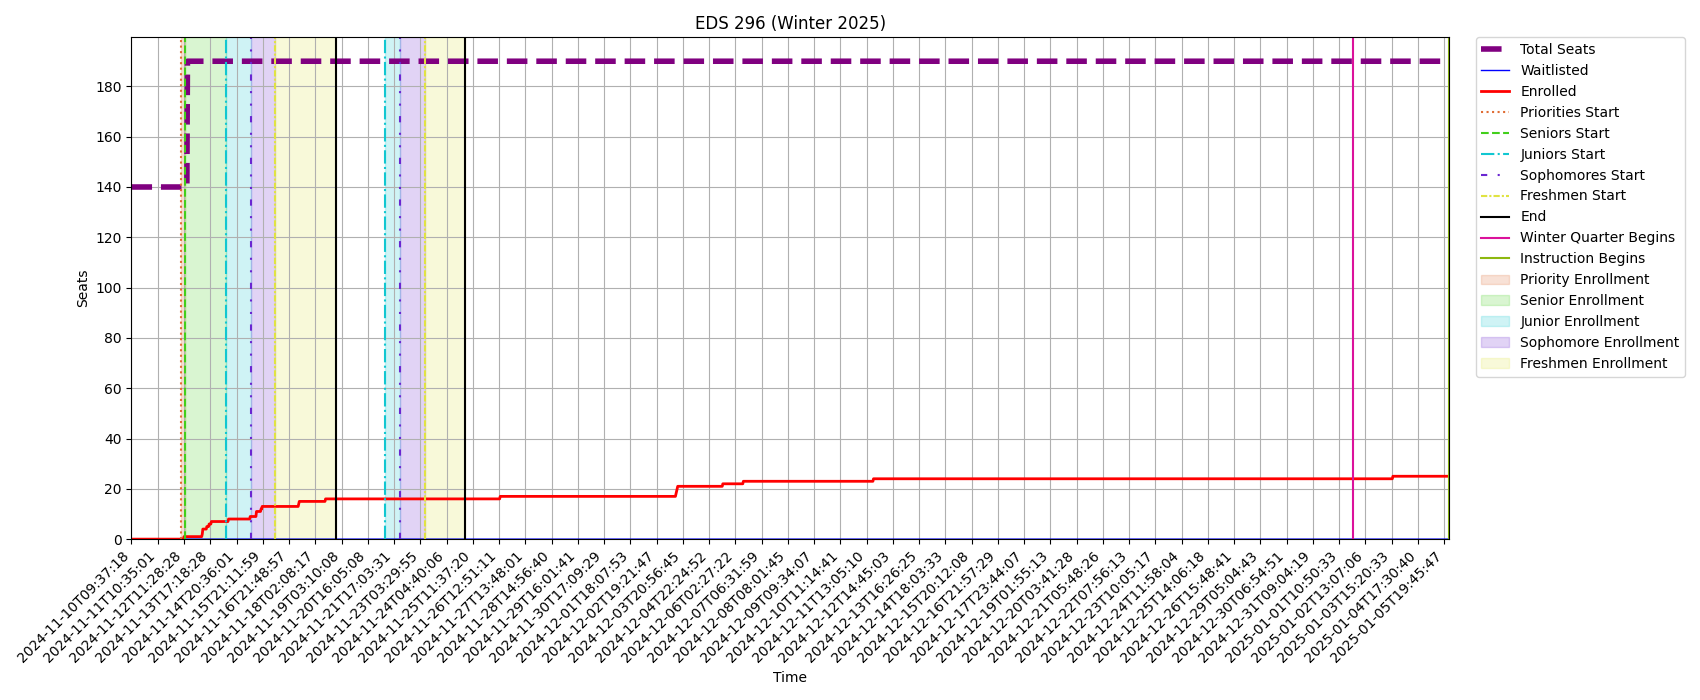 EDS 296 (Winter 2025)
Seats
180
160
140
120
100
80
60
40
20
0
2024-11-10T09:37:18
2024-11-11T10:35:01
2024-11-12T11:28:28
2024-11-13T17:18:28
2024-11-14T20:36:01
2024-11-15T21:11:59
2024-11-16T21:48:57
2024-11-18T02:08:17
2024-11-19T03:10:08
2024-11-20T16:05:08
2024-11-21T17:03:31
2024-11-23T03:29:55
2024-11-24T04:40:06
2024-11-25T11:37:20
2024-11-26T12:51:11
2024-11-27T13:48:01
2024-11-28T14:56:40
2024-11-29T16:01:41
2024-11-30T17:09:29
2024-12-01T18:07:53
2024-12-02T19:21:47
2024-12-03T20:56:45
2024-12-04T22:24:52
2024-12-06T02:27:22
2024-12-07T06:31:59
2024-12-08T08:01:45
2024-12-09T09:34:07
2024-12-10T11:14:41
2024-12-11T13:05:10
2024-12-12T14:45:03
2024-12-13T16:26:25
2024-12-14T18:03:33
2024-12-15T20:12:08
2024-12-16T21:57:29
2024-12-17T23:44:07
2024-12-19T01:55:13
2024-12-20T03:41:28
2024-12-21T05:48:26
2024-12-22T07:56:13
2024-12-23T10:05:17
2024-12-24T11:58:04
2024-12-25T14:06:18
2024-12-26T15:48:41
2024-12-29T05:04:43
2024-12-30T06:54:51
2024-12-31T09:04:19
2025-01-01T10:50:33
2025-01-02T13:07:06
2025-01-03T15:20:33
2025-01-04T17:30:40
2025-01-05T19:45:47
Time
Total Seats
Waitlisted
Enrolled
Priorities Start
Seniors Start
Juniors Start
Sophomores Start
Freshmen Start
End
Winter Quarter Begins
Instruction Begins
Priority Enrollment
Senior Enrollment
Junior Enrollment
Sophomore Enrollment
Freshmen Enrollment